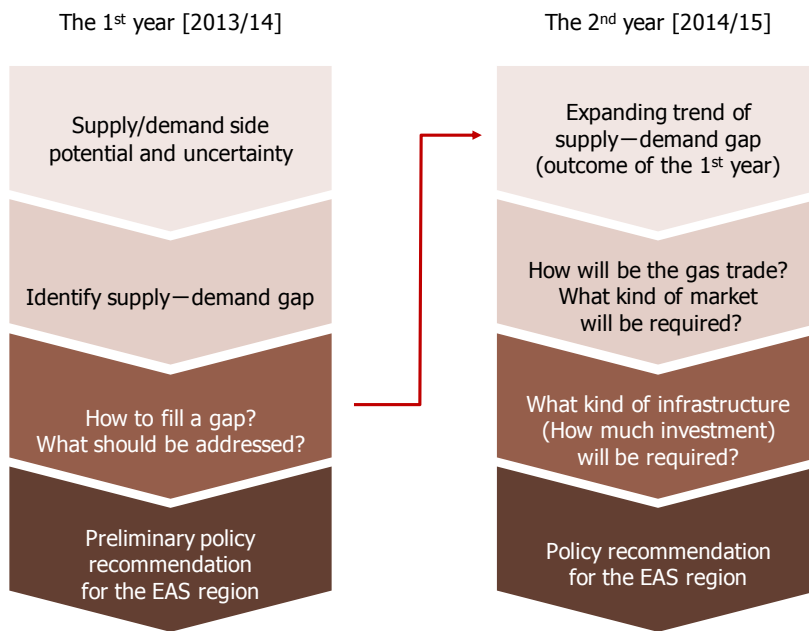 The 1st year [2013/14]
Supply/demand side
potential and uncertainty
Identify supply－demand gap
How to fill a gap?
What should be addressed?
Preliminary policy
recommendation
for the EAS region
The 2nd year [2014/15]
Expanding trend of
supply－demand gap
(outcome of the 1st year)
How will be the gas trade?
What kind of market
will be required?
What kind of infrastructure
(How much investment)
will be required?
Policy recommendation
for the EAS region